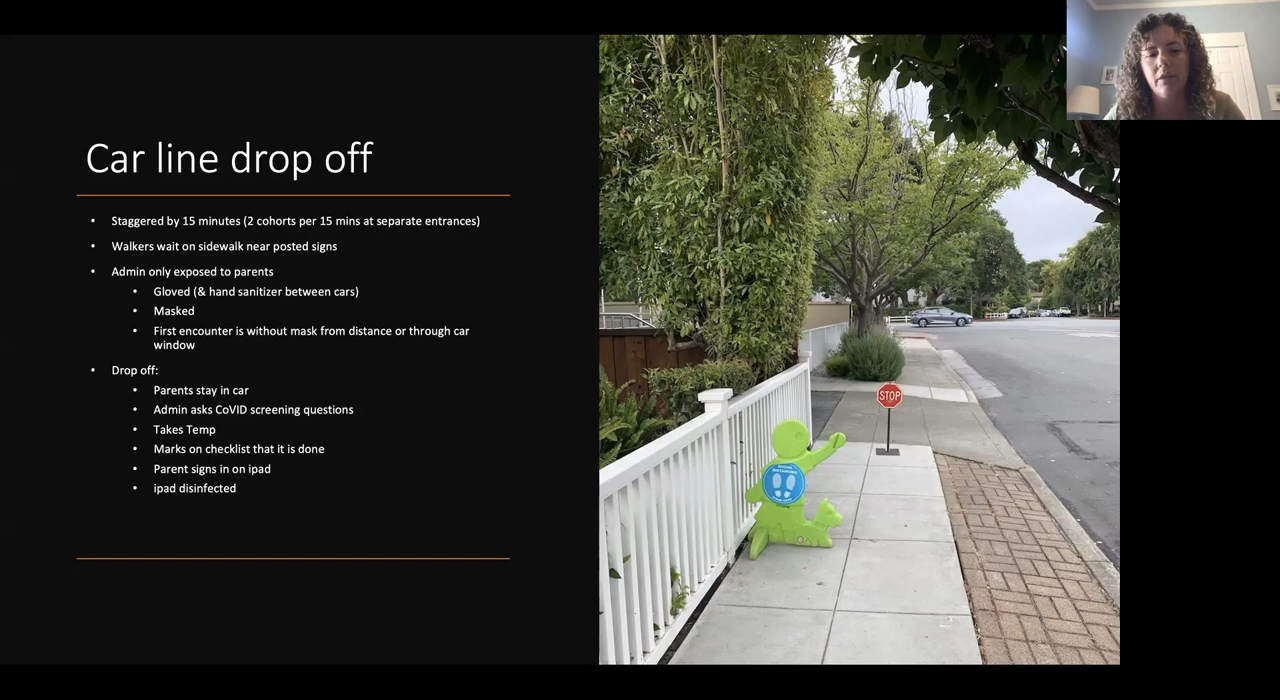 Car line drop off
• Staggered by 15 minutes (2 cohorts per 15 mins at separate entrances)
• Walkers wait on sidewalk near posted signs
• Admin only exposed to parents
• Gloved (& hand sanitizer between cars)
• Masked
• First encounter is without mask from distance or through car
window
• Drop off:
• Parents stay in car
• Admin asks CoVID screening questions
• Takes Temp
• Marks on checklist that it is done
• Parent signs in on ipad
• ipad disinfected
STOP
SOCIAL
DISTANCING